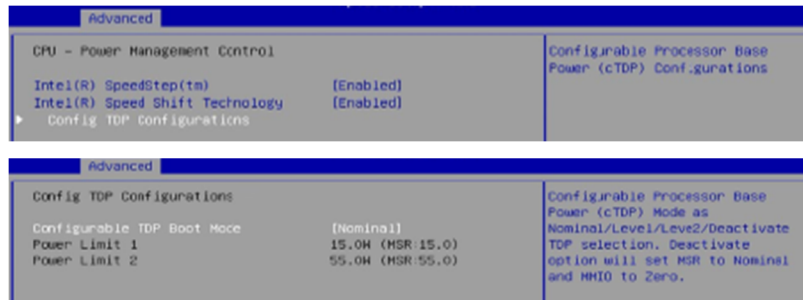 Advanced
CPU - Power Management Control
Intel(R) SpeedStep(tm) [Enabled]
Intel(R) Speed Shift Technology [Enabled]
Config TDP Configurations
Configurable Processor Base
Power (cTDP) Configurations
Advanced
Config TDP Configurations
Configurable TDP Boot Mode [Nominal]
Power Limit 1 15.0W (MSR:15.0)
Power Limit 2 55.0W (MSR:55.0)
Configurable Processor Base
Power (cTDP) Mode as
Nominal/Level/Leve2/Deactivate
TDP selection. Deactivate
option will set MSR to Nominal
and MMIO to Zero.